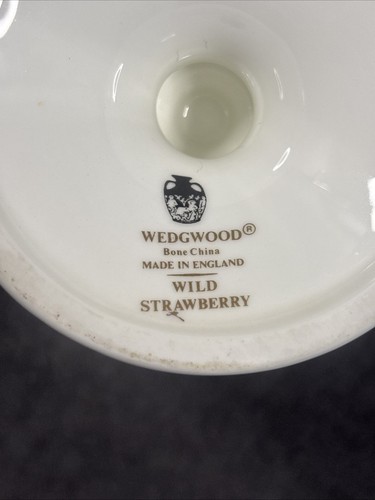 WEDGWOOD®
Bone China
MADE IN ENGLAND
WILD
STRAWBERRY